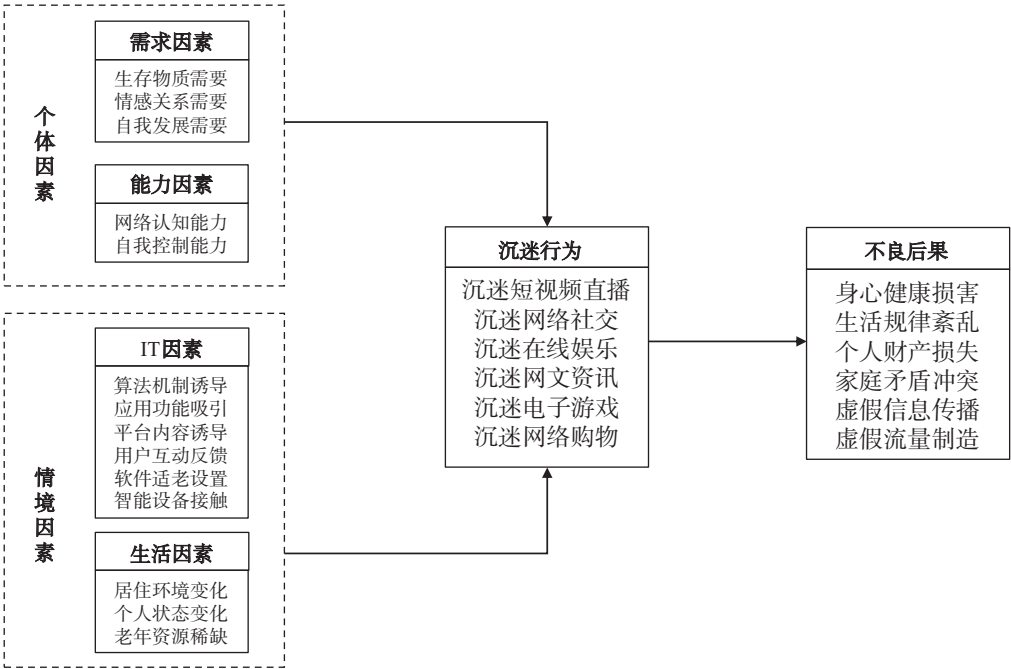 个体因素
需求因素
生存物质需要
情感关系需要
自我发展需要
能力因素
网络认知能力
自我控制能力
情境因素
IT因素
算法机制诱导
应用功能吸引
平台内容诱导
用户互动反馈
软件适老设置
智能设备接触
生活因素
居住环境变化
个人状态变化
老年资源稀缺
沉迷行为
沉迷短视频直播
沉迷网络社交
沉迷在线娱乐
沉迷网文资讯
沉迷电子游戏
沉迷网络购物
不良后果
身心健康损害
生活规律紊乱
个人财产损失
家庭矛盾冲突
虚假信息传播
虚假流量制造